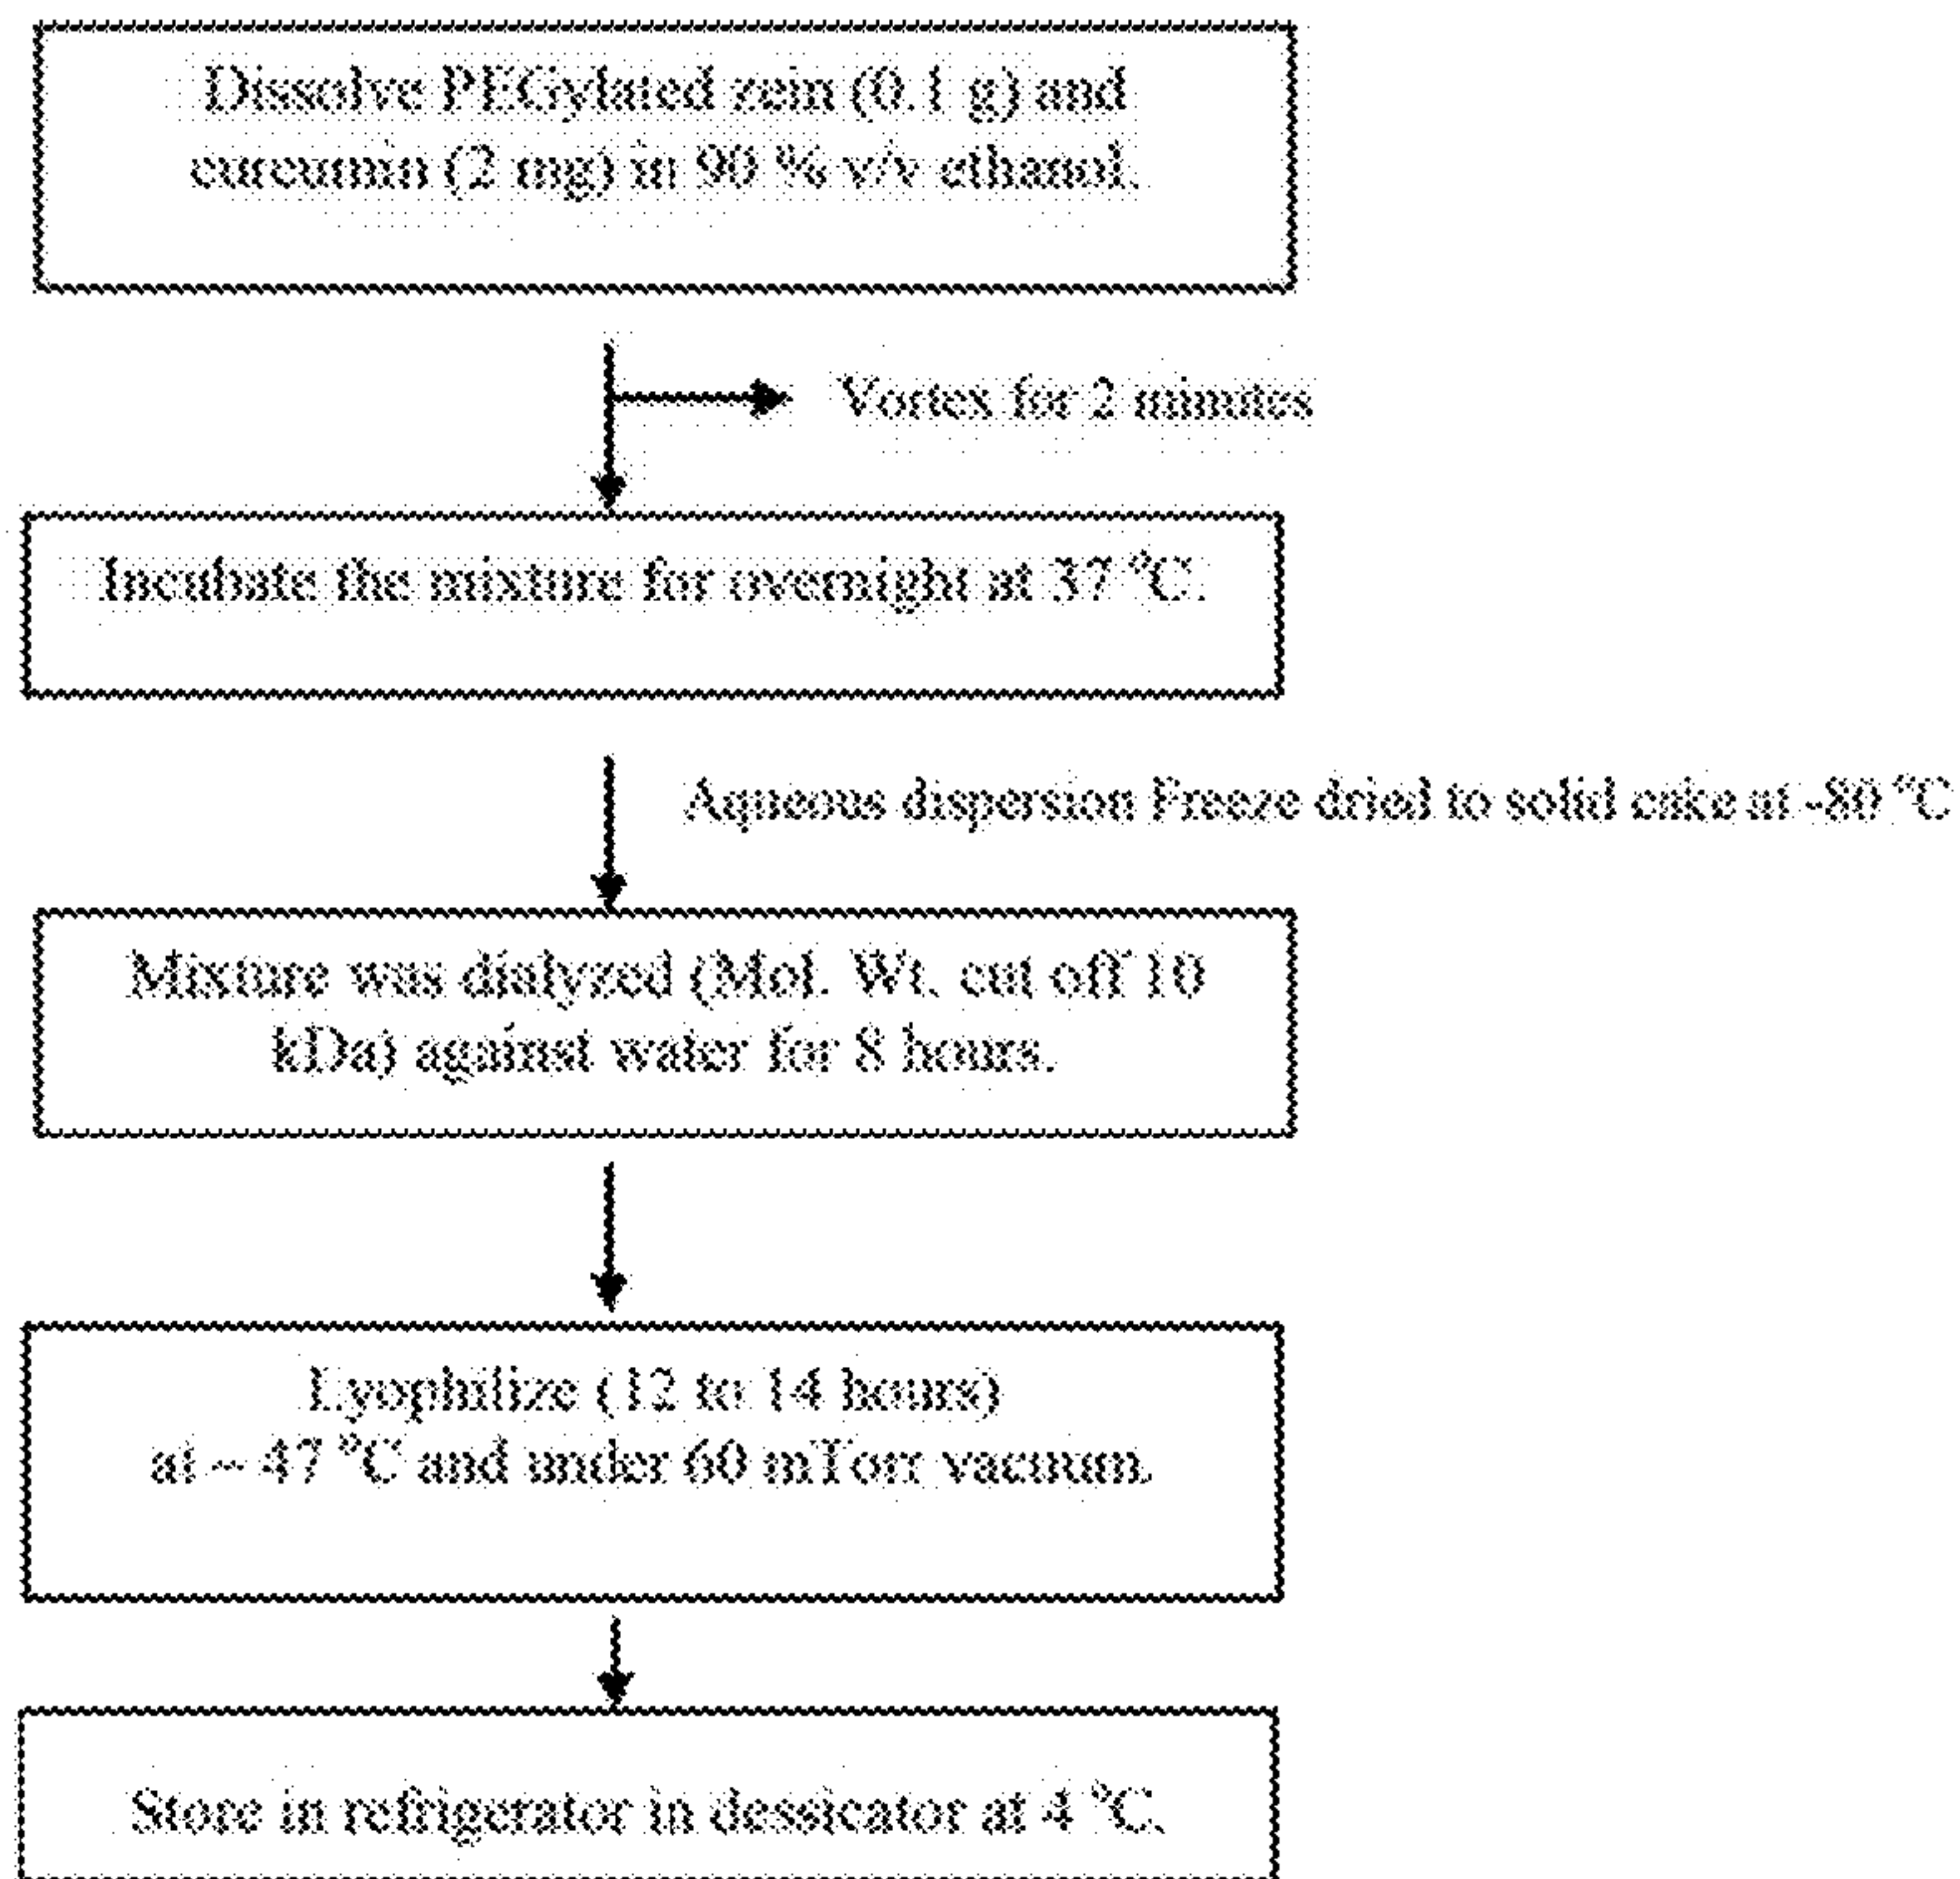 Dissolve PEGylated zein (0.1 g) and
curcumin (2 mg) in 90 % v/v ethanol.
Vortex for 2 minutes
Incubate the mixture for overnight at 37 °C.
Aqueous dispersion Freeze dried to solid cake at -80 °C
Mixture was dialyzed (Mol. Wt. cut off 10
kDa) against water for 8 hours.
Lyophilize (12 to 14 hours)
at – 47 °C and under 60 mTorr vacuum.
Store in refrigerator in dessicator at 4 °C.